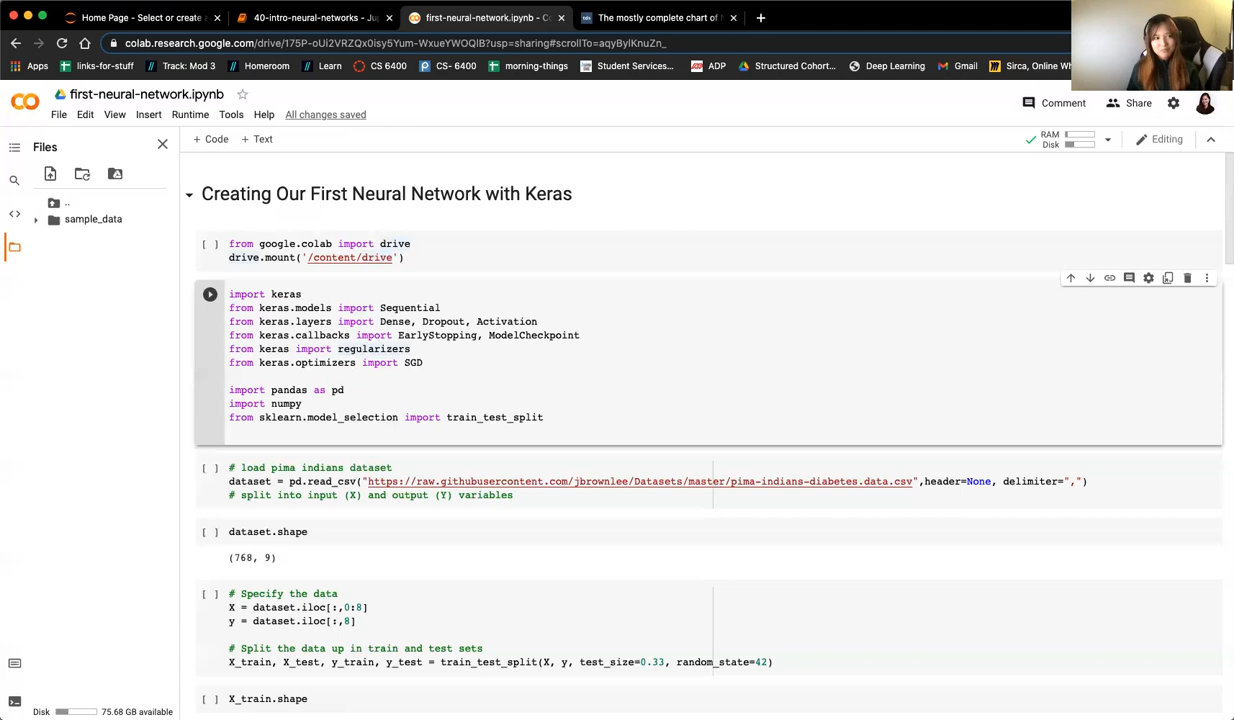 Home Page - Select or create a
40-intro-neural-networks - Ju
first-neural-network.ipynb - C
The mostly complete chart of N
colab.research.google.com/drive/175P-oUi2VRZQx0isy5Yum-WxueYWOQIB?usp=sharing#scrollTo=aqyBylKnuZn_
Apps
links-for-stuff
Track: Mod 3
Homeroom
Learn
CS 6400
CS- 6400
morning-things
Student Services...
ADP
Structured Cohort...
Deep Learning
Gmail
Sirca, Online
first-neural-network.ipynb
Comment
Share
File Edit View Insert Runtime Tools Help All changes saved
Files
+ Code + Text
RAM
Disk
Editing
..
sample_data
Creating Our First Neural Network with Keras
[ ] from google.colab import drive
drive.mount('/content/drive')
import keras
from keras.models import Sequential
from keras.layers import Dense, Dropout, Activation
from keras.callbacks import EarlyStopping, ModelCheckpoint
from keras import regularizers
from keras.optimizers import SGD
import pandas as pd
import numpy
from sklearn.model_selection import train_test_split
[ ] # load pima indians dataset
dataset = pd.read_csv("https://raw.githubusercontent.com/jbrownlee/Datasets/master/pima-indians-diabetes.data.csv",header=None, delimiter=",")
# split into input (X) and output (Y) variables
[ ] dataset.shape
(768, 9)
[ ] # Specify the data
X = dataset.iloc[:,0:8]
y = dataset.iloc[:,8]
# Split the data up in train and test sets
X_train, X_test, y_train, y_test = train_test_split(X, y, test_size=0.33, random_state=42)
[ ] X_train.shape
Disk 75.68 GB available